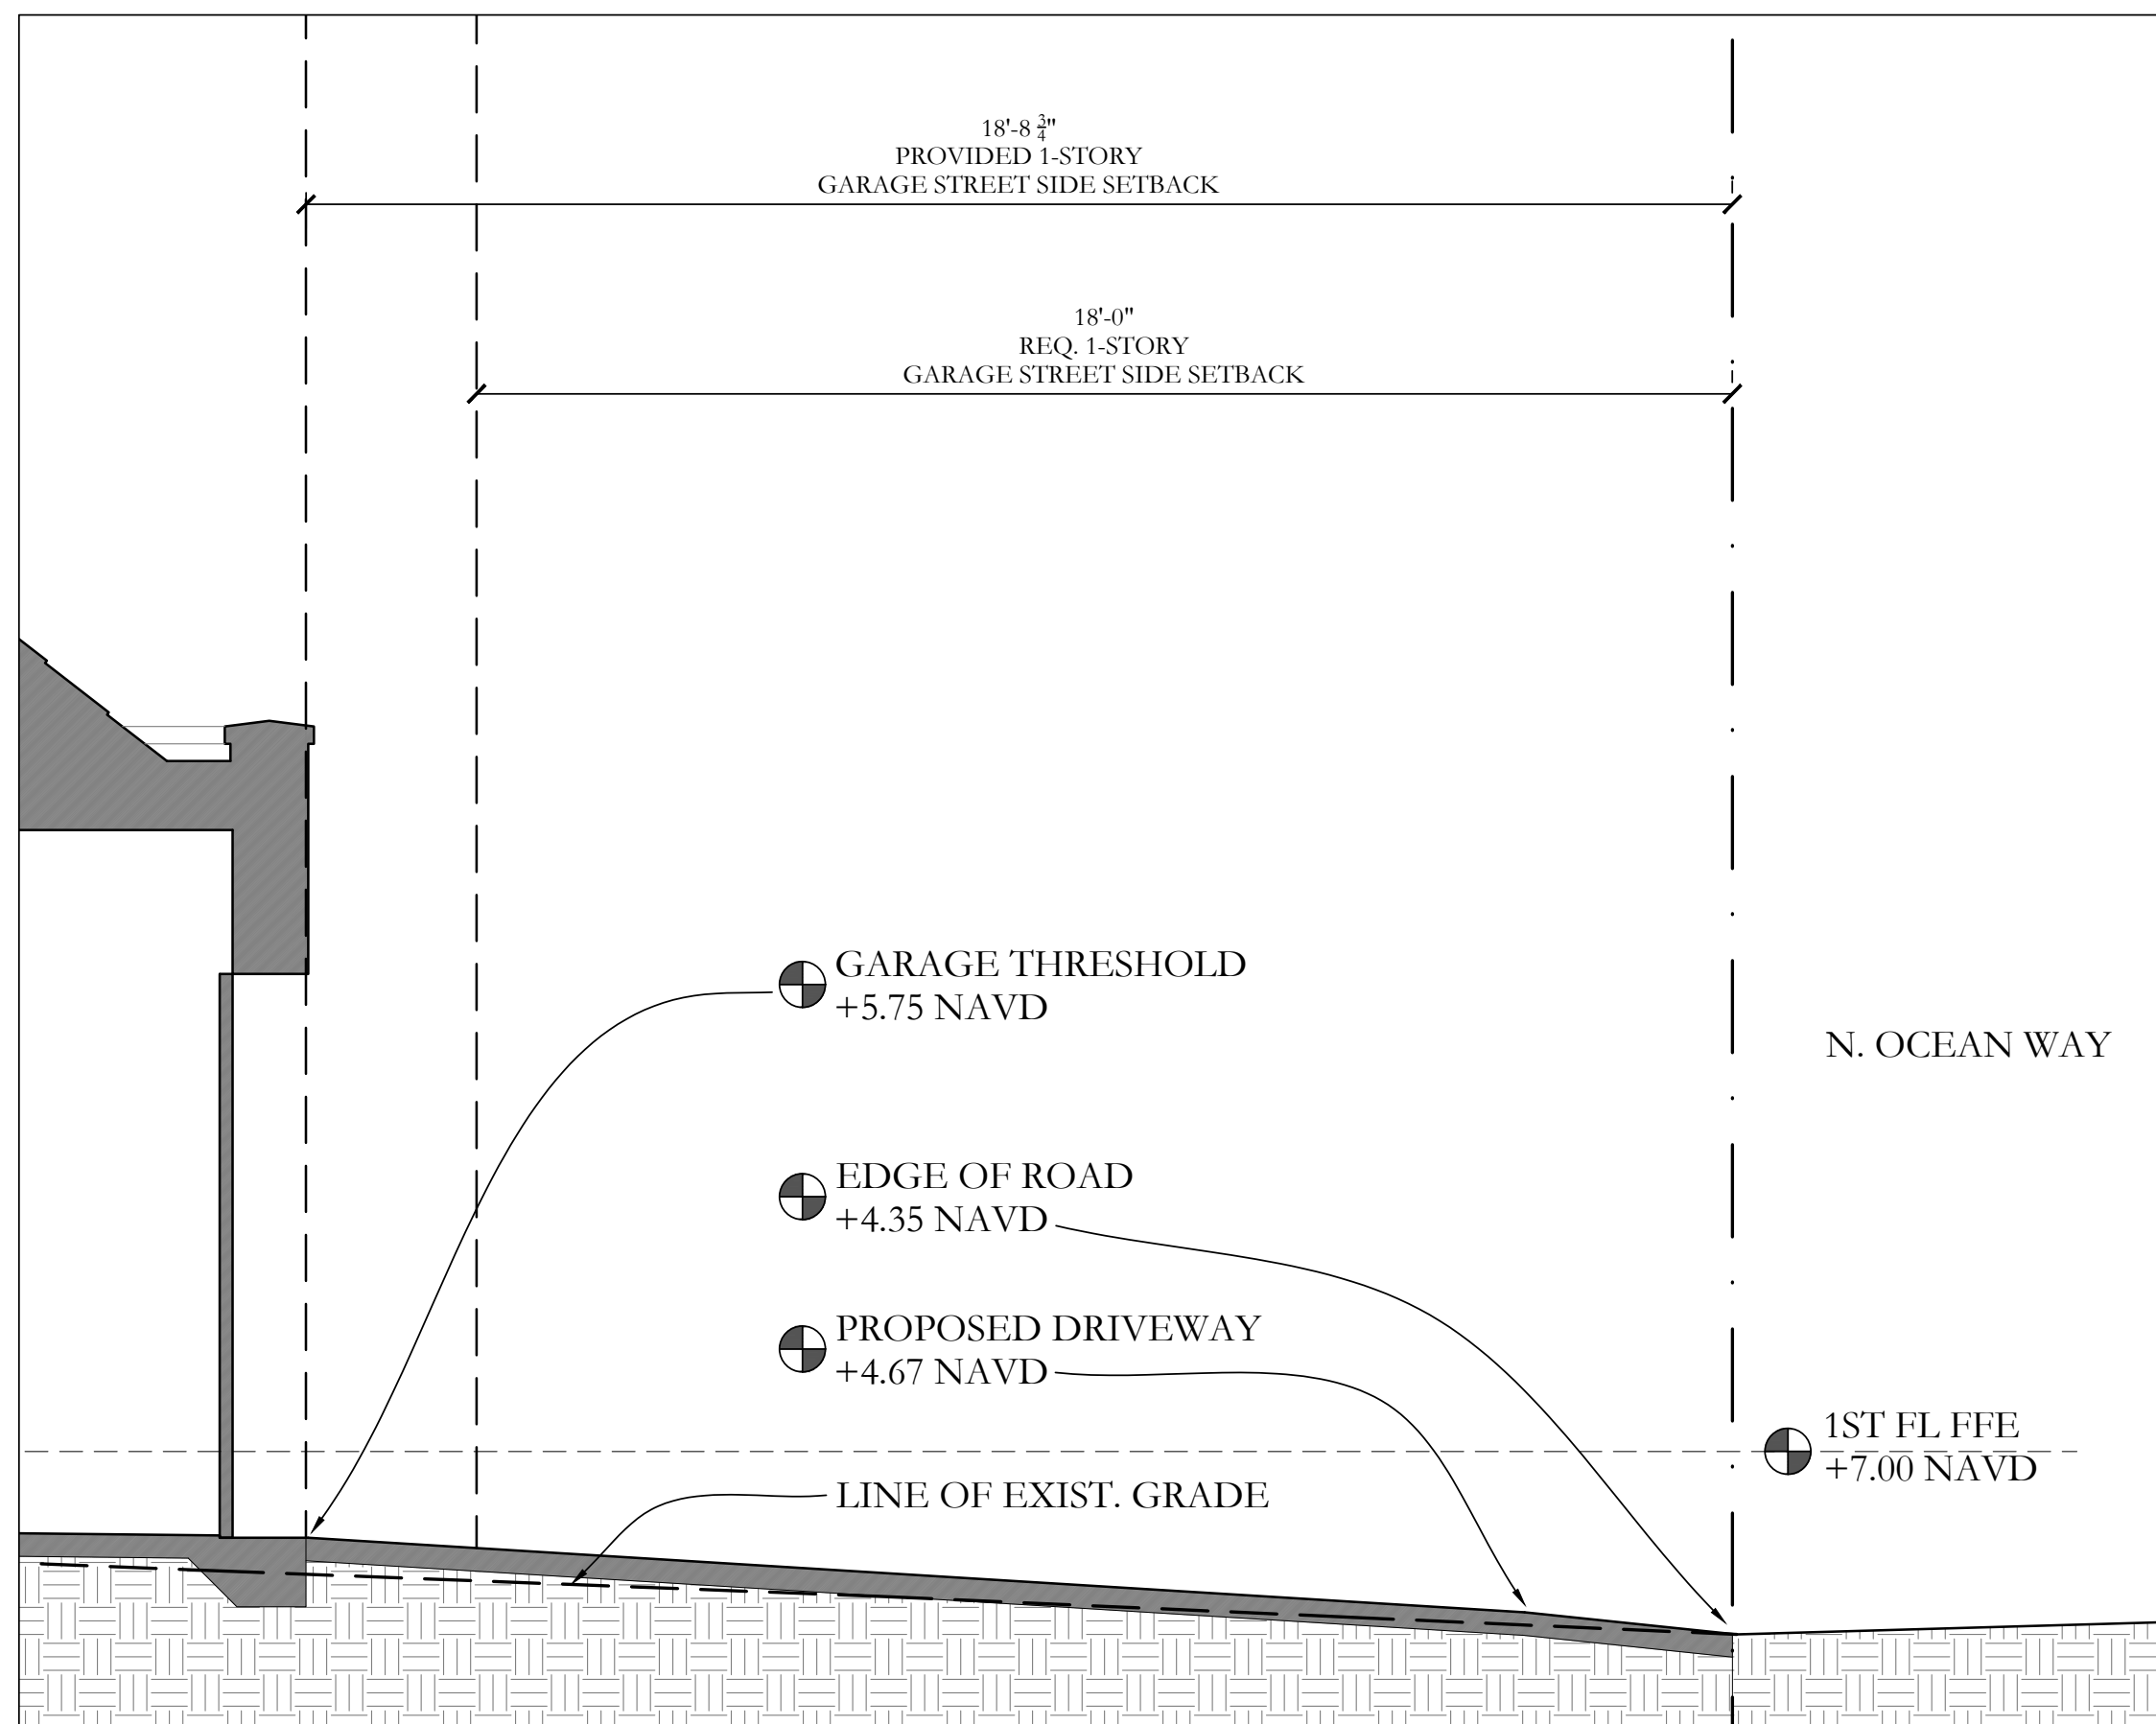 18'-8 3/4"
PROVIDED 1-STORY
GARAGE STREET SIDE SETBACK
18'-0"
REQ. 1-STORY
GARAGE STREET SIDE SETBACK
GARAGE THRESHOLD
+5.75 NAVD
N. OCEAN WAY
EDGE OF ROAD
+4.35 NAVD
PROPOSED DRIVEWAY
+4.67 NAVD
1ST FL FFE
+7.00 NAVD
LINE OF EXIST. GRADE